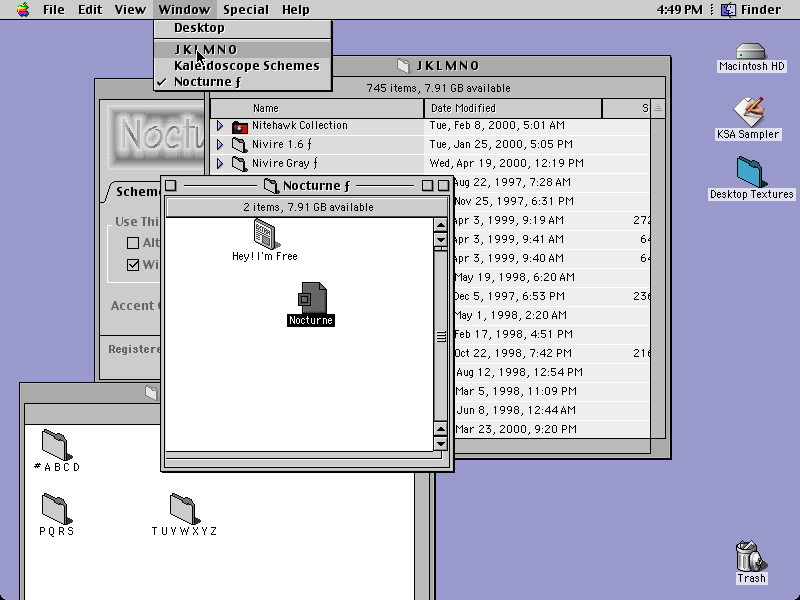 File Edit View Window Special Help 4:49 PM Finder
Desktop
J K L M N O
Kaleidoscope Schemes
✓ Nocturne ƒ
J K L M N O
745 items, 7.91 GB available
Name Date Modified S
Nitehawk Collection Tue, Feb 8, 2000, 5:01 AM
Nivire 1.6 ƒ Tue, Jan 25, 2000, 5:05 PM
Nivire Gray ƒ Wed, Apr 19, 2000, 12:19 PM
Aug 22, 1997, 7:28 AM
Nov 25, 1997, 6:31 PM
Apr 3, 1999, 9:19 AM 272
Apr 3, 1999, 9:41 AM 64
Apr 3, 1999, 9:40 AM 64
May 19, 1998, 6:20 AM
Dec 5, 1997, 6:53 PM 236
May 1, 1998, 2:20 AM
Feb 17, 1998, 4:51 PM
Oct 22, 1998, 7:42 PM 216
Aug 12, 1998, 12:54 PM
Mar 5, 1998, 11:09 PM
Jun 8, 1998, 12:44 AM
Mar 23, 2000, 9:20 PM
Noctu
Scheme
Use Thi
Alt
Wi
Accent
Registere
Nocturne ƒ
2 items, 7.91 GB available
Hey! I'm Free
Nocturne
#ABCD
PQRS
TUYWXYZ
Macintosh HD
KSA Sampler
Desktop Textures
Trash